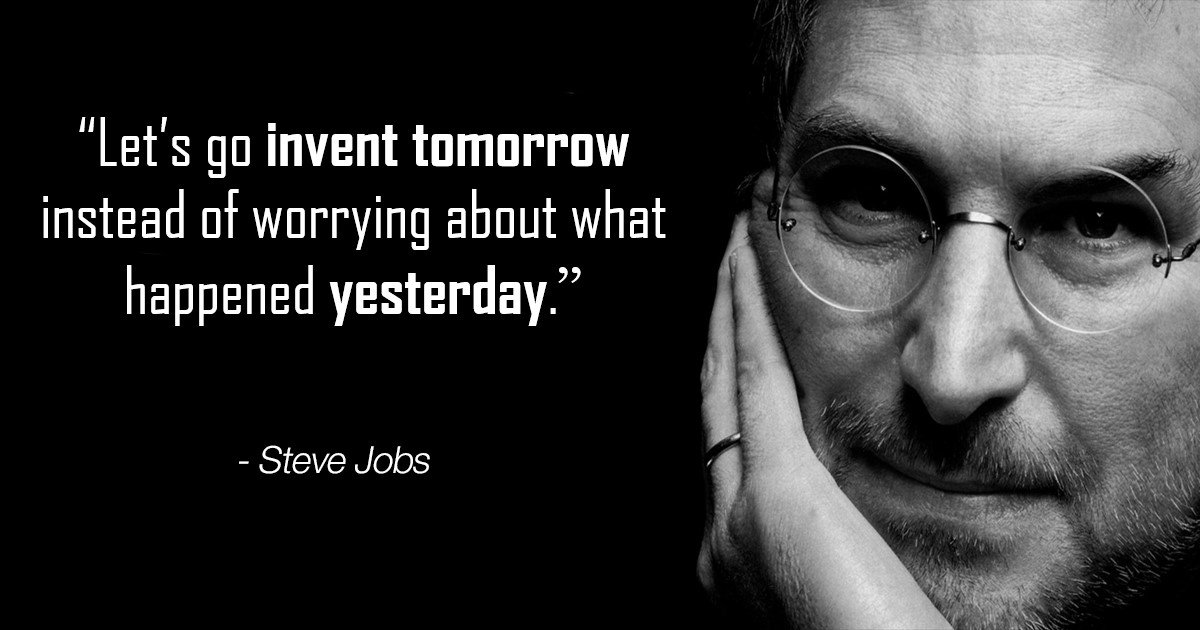 “Let’s go invent tomorrow
instead of worrying about what
happened yesterday.”
- Steve Jobs